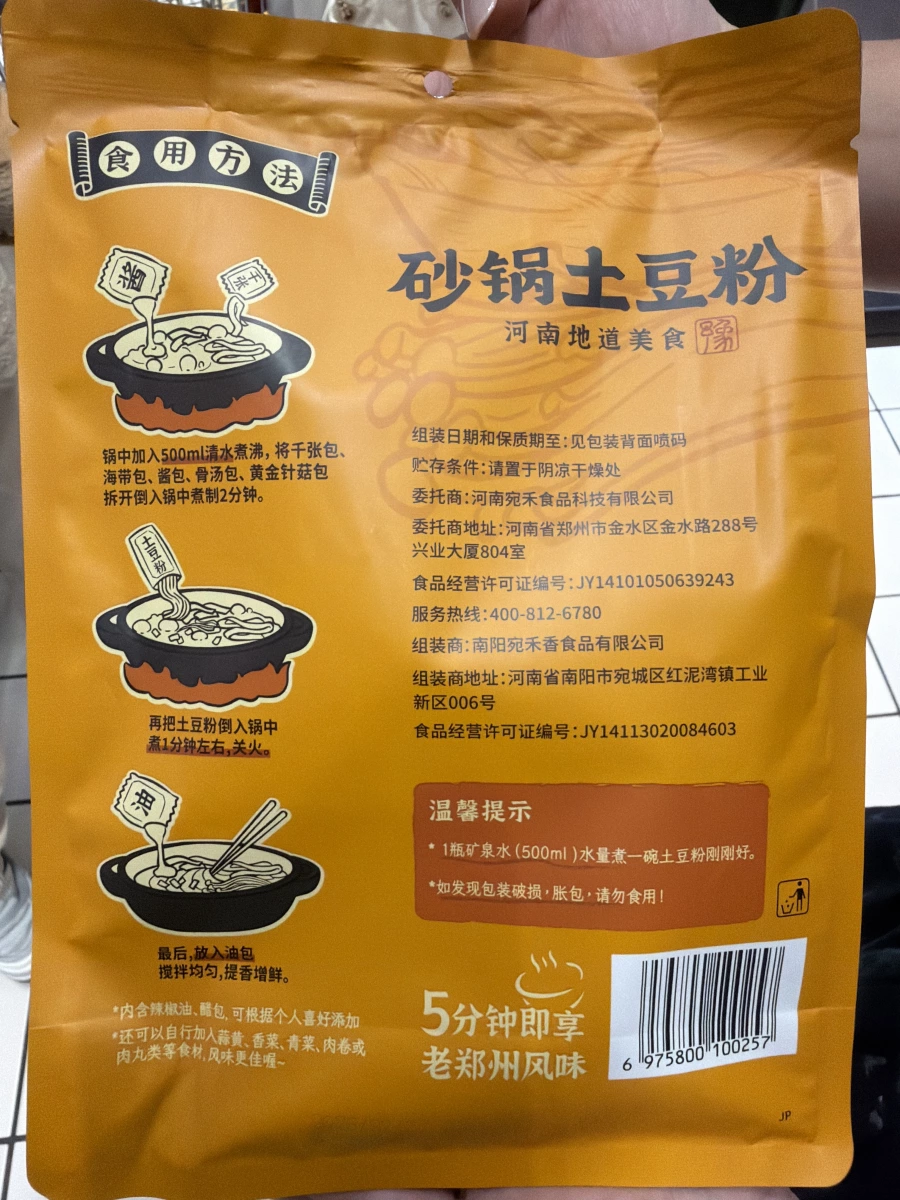 食用方法
酱
千张
锅中加入500ml清水煮沸，将千张包、
海带包、酱包、骨汤包、黄金针菇包
拆开倒入锅中煮制2分钟。
土豆粉
再把土豆粉倒入锅中
煮1分钟左右,关火。
油
最后,放入油包
搅拌均匀,提香增鲜。
*内含辣椒油、醋包,可根据个人喜好添加
*还可以自行加入蒜黄、香菜、青菜、肉卷或
肉丸类等食材,风味更佳喔~
砂锅土豆粉
河南地道美食
豫
组装日期和保质期至:见包装背面喷码
贮存条件:请置于阴凉干燥处
委托商:河南宛禾食品科技有限公司
委托商地址:河南省郑州市金水区金水路288号
兴业大厦804室
食品经营许可证编号:JY14101050639243
服务热线:400-812-6780
组装商:南阳宛禾香食品有限公司
组装商地址:河南省南阳市宛城区红泥湾镇工业
新区006号
食品经营许可证编号:JY14113020084603
温馨提示
* 1瓶矿泉水(500ml)水量煮一碗土豆粉刚刚好。
*如发现包装破损,胀包,请勿食用!
5分钟即享
老郑州风味
6 975800 100257
JP